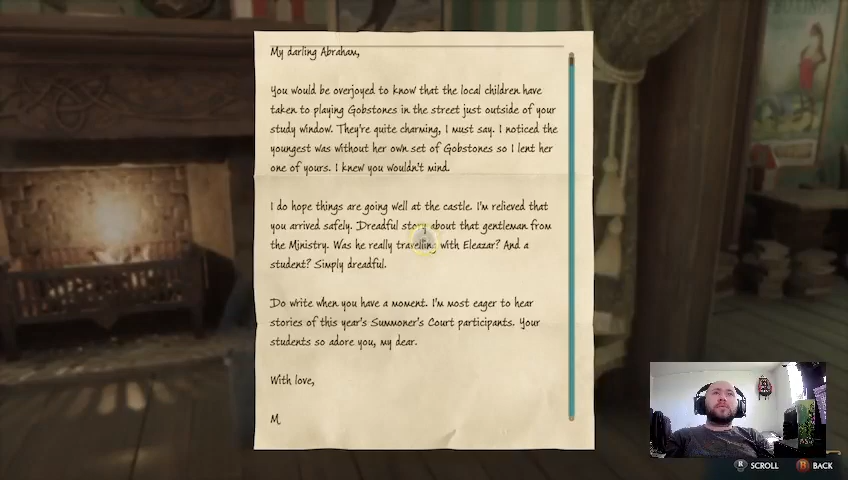 My darling Abraham,
You would be overjoyed to know that the local children have
taken to playing Gobstones in the street just outside of your
study window. They're quite charming, I must say. I noticed the
youngest was without her own set of Gobstones so I lent her
one of yours. I knew you wouldn't mind.
I do hope things are going well at the castle. I'm relieved that
you arrived safely. Dreadful story about that gentleman from
the Ministry. Was he really travelling with Eleazar? And a
student? Simply dreadful.
Do write when you have a moment. I'm most eager to hear
stories of this year's Summoner's Court participants. Your
students so adore you, my dear.
With love,
M
R SCROLL B BACK